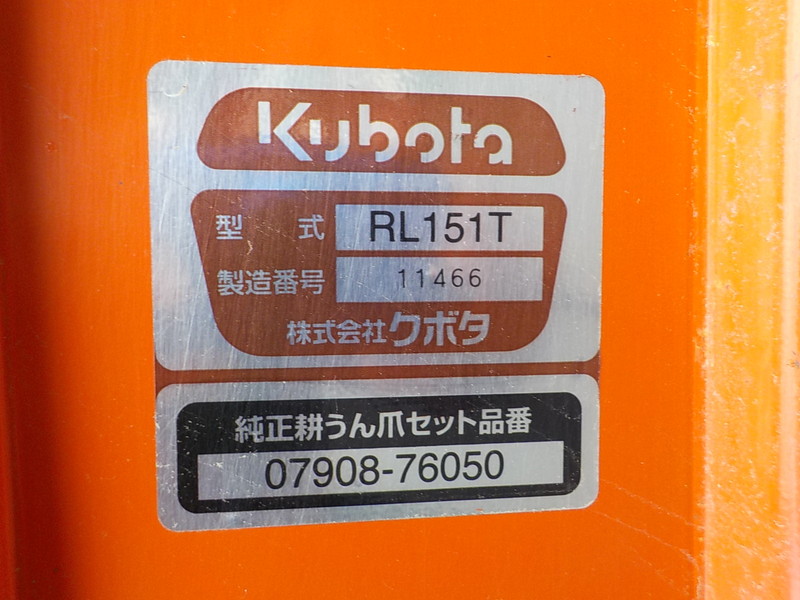 Kubota
型 式 RL151T
製造番号 11466
株式会社クボタ
純正耕うん爪セット品番
07908-76050